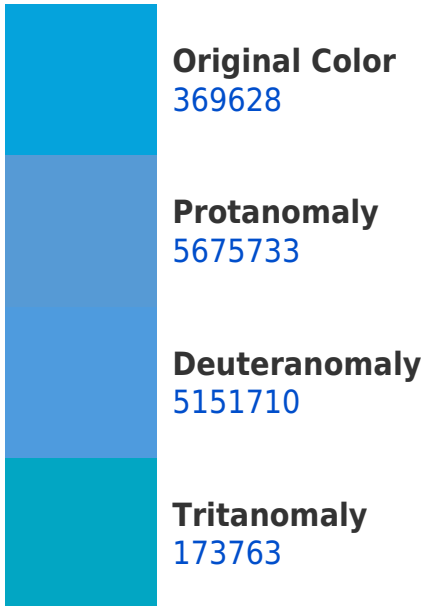 Original Color
369628
Protanomaly
5675733
Deuteranomaly
5151710
Tritanomaly
173763